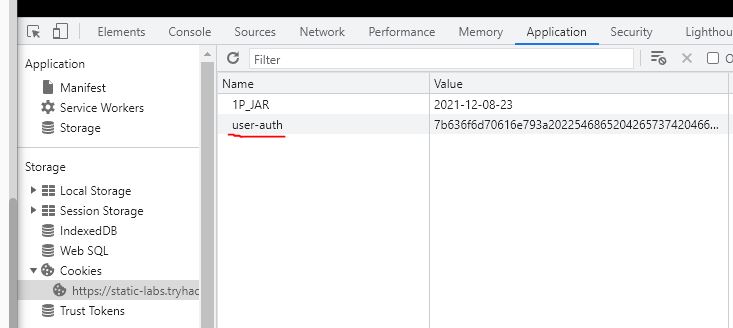 Elements Console Sources Network Performance Memory Application Security Lighthou
Application
Manifest
Service Workers
Storage
Storage
Local Storage
Session Storage
IndexedDB
Web SQL
Cookies
https://static-labs.tryhac
Trust Tokens
Filter
O
Name Value
1P_JAR 2021-12-08-23
user-auth 7b636f6d70616e793a2022546865204265737420466...